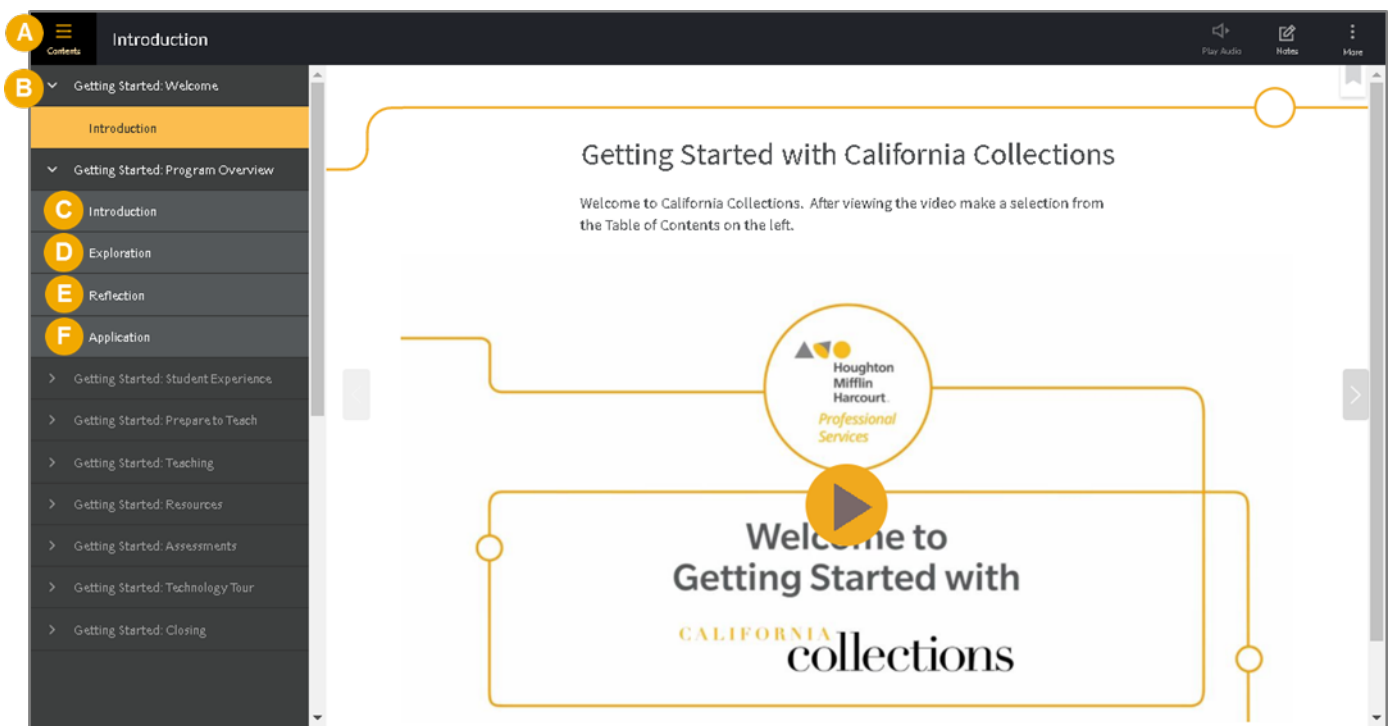 A
Contents
Introduction
Play Audio
Notes
More
B
Getting Started: Welcome
Introduction
Getting Started: Program Overview
C
Introduction
D
Exploration
E
Reflection
F
Application
Getting Started: Student Experience
Getting Started: Prepare to Teach
Getting Started: Teaching
Getting Started: Resources
Getting Started: Assessments
Getting Started: Technology Tour
Getting Started: Closing
Getting Started with California Collections
Welcome to California Collections. After viewing the video make a selection from
the Table of Contents on the left.
Houghton
Mifflin
Harcourt
Professional
Services
Welcome to
Getting Started with
CALIFORNIA
collections